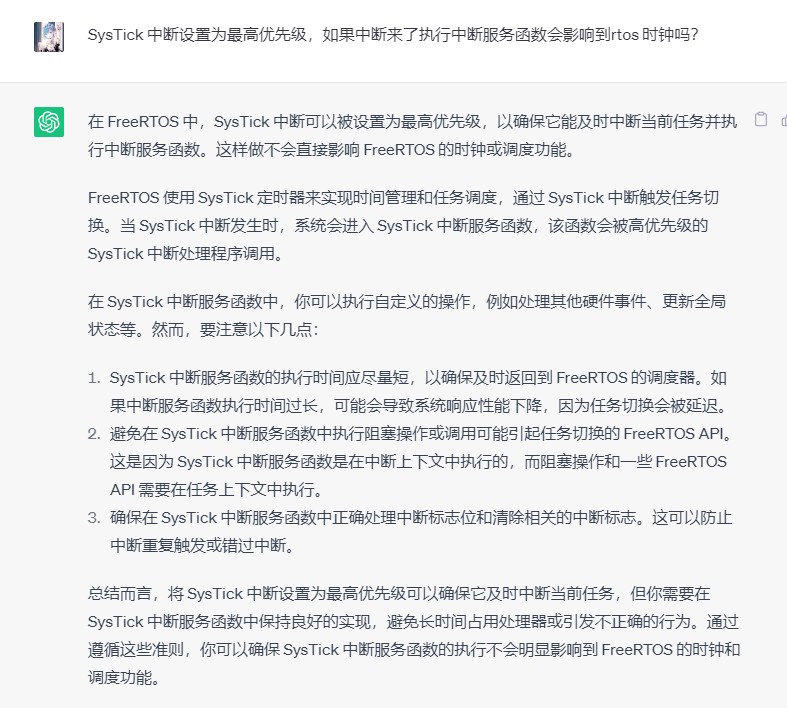 SysTick 中断设置为最高优先级，如果中断来了执行中断服务函数会影响到rtos 时钟吗？
在 FreeRTOS 中，SysTick 中断可以被设置为最高优先级，以确保它能及时中断当前任务并执
行中断服务函数。这样做不会直接影响 FreeRTOS 的时钟或调度功能。
FreeRTOS 使用 SysTick 定时器来实现时间管理和任务调度，通过 SysTick 中断触发任务切
换。当 SysTick 中断发生时，系统会进入 SysTick 中断服务函数，该函数会被高优先级的
SysTick 中断处理程序调用。
在 SysTick 中断服务函数中，你可以执行自定义的操作，例如处理其他硬件事件、更新全局
状态等。然而，要注意以下几点：
1. SysTick 中断服务函数的执行时间应尽量短，以确保及时返回到 FreeRTOS 的调度器。如
果中断服务函数执行时间过长，可能会导致系统响应性能下降，因为任务切换会被延迟。
2. 避免在 SysTick 中断服务函数中执行阻塞操作或调用可能引起任务切换的 FreeRTOS API。
这是因为 SysTick 中断服务函数是在中断上下文中执行的，而阻塞操作和一些 FreeRTOS
API 需要在任务上下文中执行。
3. 确保在 SysTick 中断服务函数中正确处理中断标志位和清除相关的中断标志。这可以防止
中断重复触发或错过中断。
总结而言，将 SysTick 中断设置为最高优先级可以确保它及时中断当前任务，但你需要在
SysTick 中断服务函数中保持良好的实现，避免长时间占用处理器或引发不正确的行为。通过
遵循这些准则，你可以确保 SysTick 中断服务函数的执行不会明显影响到 FreeRTOS 的时钟和
调度功能。